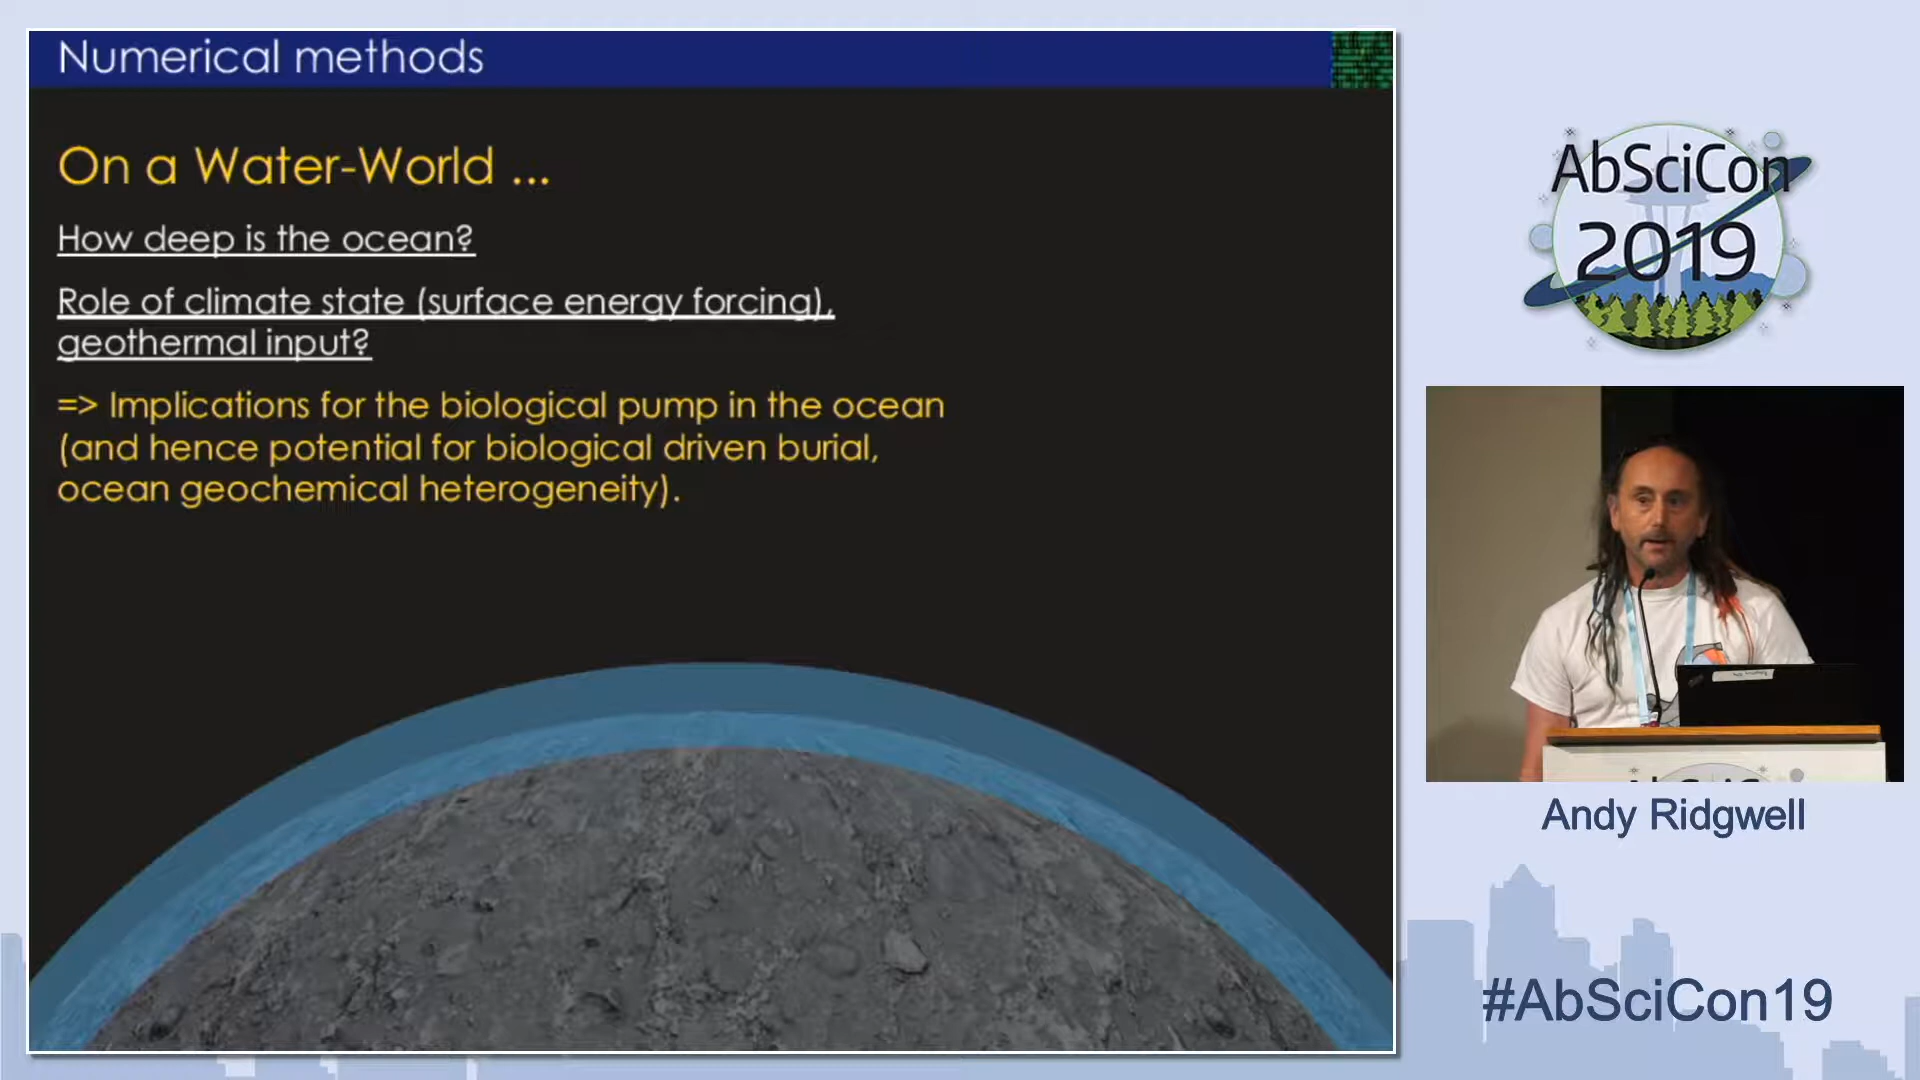 Numerical methods
On a Water-World ...
How deep is the ocean?
Role of climate state (surface energy forcing),
geothermal input?
=> Implications for the biological pump in the ocean
(and hence potential for biological driven burial,
ocean geochemical heterogeneity).
AbSciCon
2019
Andy Ridgwell
#AbSciCon19